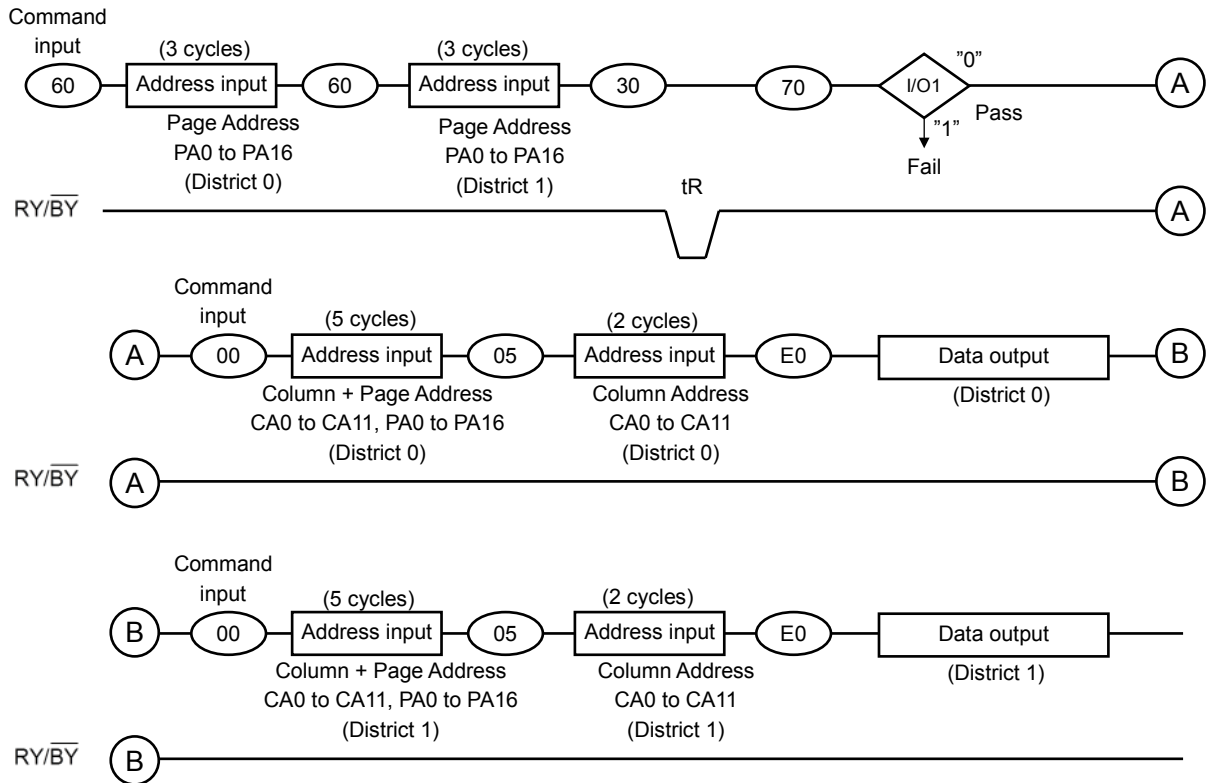 Command
input
(3 cycles)
(3 cycles)
60
Address input
60
Address input
30
70
I/O1
”0”
A
Pass
”1”
Fail
Page Address
PA0 to PA16
(District 0)
Page Address
PA0 to PA16
(District 1)
tR
RY/BY
A
Command
input
(5 cycles)
(2 cycles)
A
00
Address input
05
Address input
E0
Data output
B
Column + Page Address
CA0 to CA11, PA0 to PA16
(District 0)
Column Address
CA0 to CA11
(District 0)
(District 0)
RY/BY
A
B
Command
input
(5 cycles)
(2 cycles)
B
00
Address input
05
Address input
E0
Data output
Column + Page Address
CA0 to CA11, PA0 to PA16
(District 1)
Column Address
CA0 to CA11
(District 1)
(District 1)
RY/BY
B